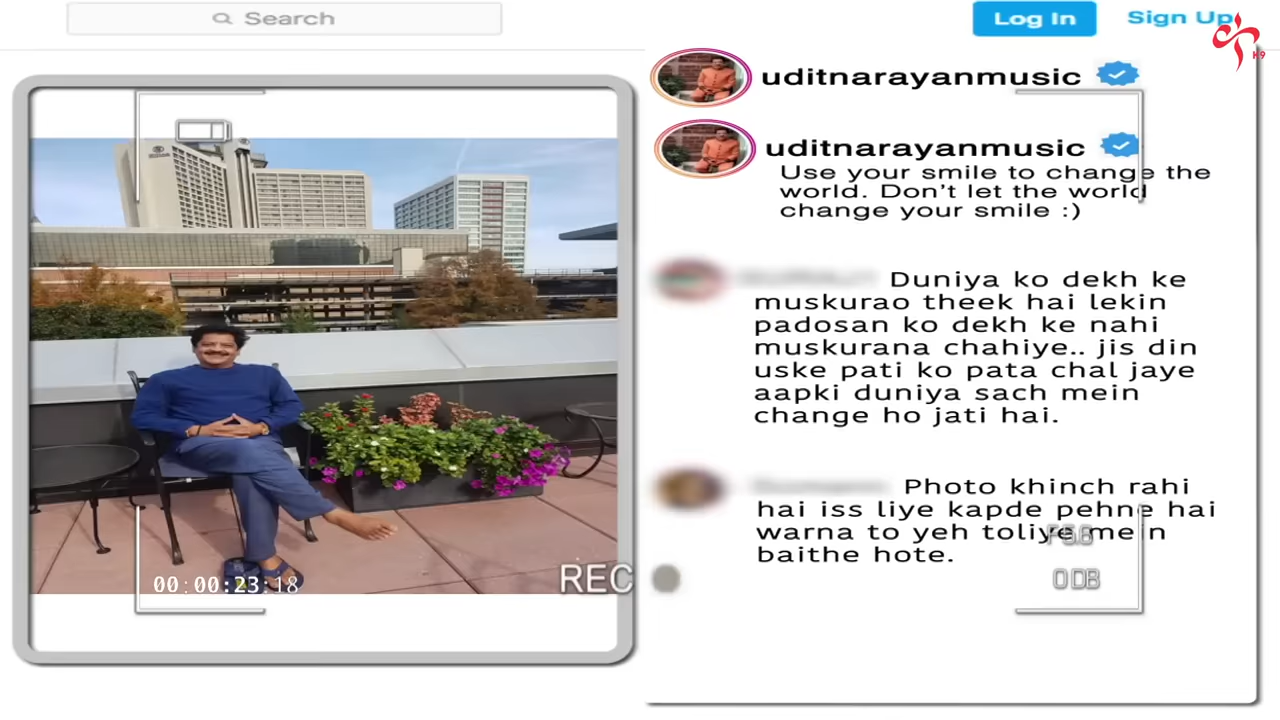 Search
Log In
Sign Up
K9
uditnarayanmusic
uditnarayanmusic
Use your smile to change the
world. Don't let the world
change your smile :)
Duniya ko dekh ke
muskurao theek hai lekin
padosan ko dekh ke nahi
muskurana chahiye.. jis din
uske pati ko pata chal jaye
aapki duniya sach mein
change ho jati hai.
Photo khinch rahi
hai iss liye kapde pehne hai
warna to yeh toliye mein
baithe hote.
00:00:23:18
REC